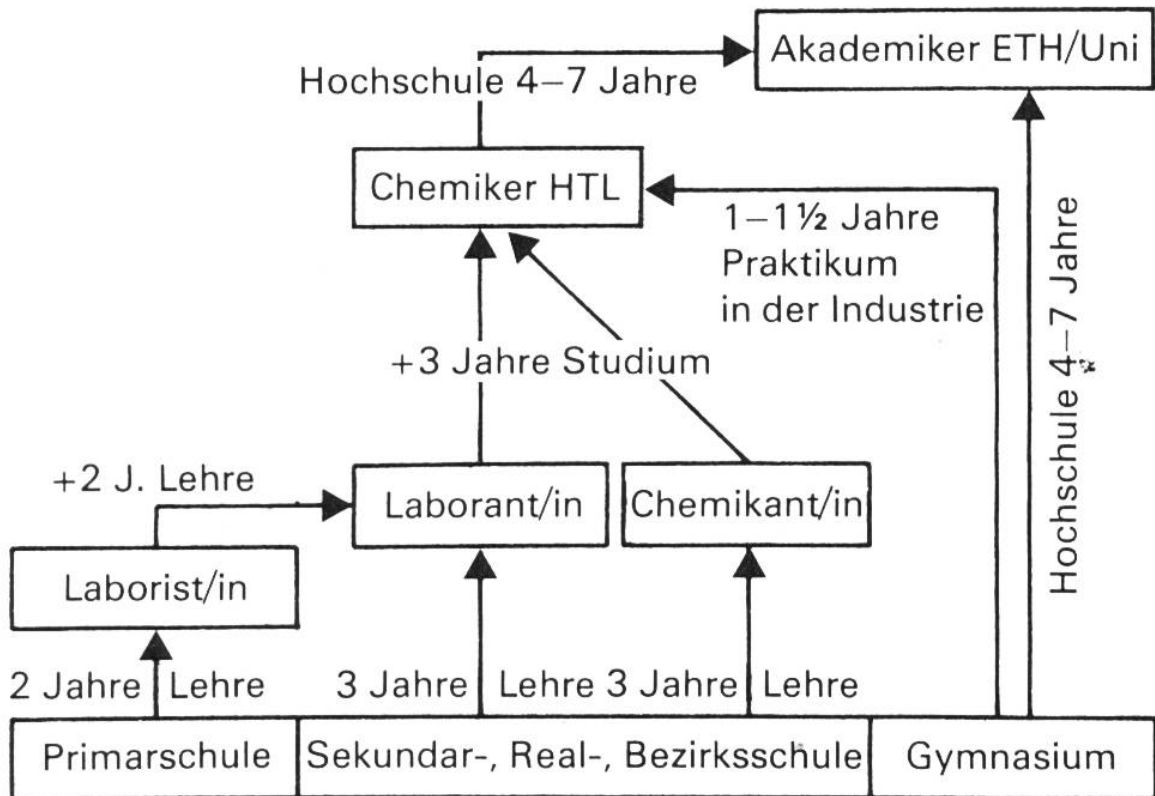 Akademiker ETH/Uni
Hochschule 4–7 Jahre
Chemiker HTL
1–1½ Jahre
Praktikum
in der Industrie
Hochschule 4–7 Jahre
+3 Jahre Studium
+2 J. Lehre
Laborant/in
Chemikant/in
Laborist/in
2 Jahre Lehre
3 Jahre Lehre
3 Jahre Lehre
Primarschule
Sekundar-, Real-, Bezirksschule
Gymnasium